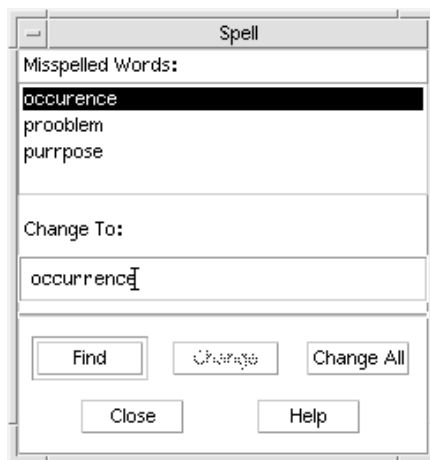 Spell
Misspelled Words:
occurence
prooblem
purrpose
Change To:
occurrence
Find Change Change All
Close Help